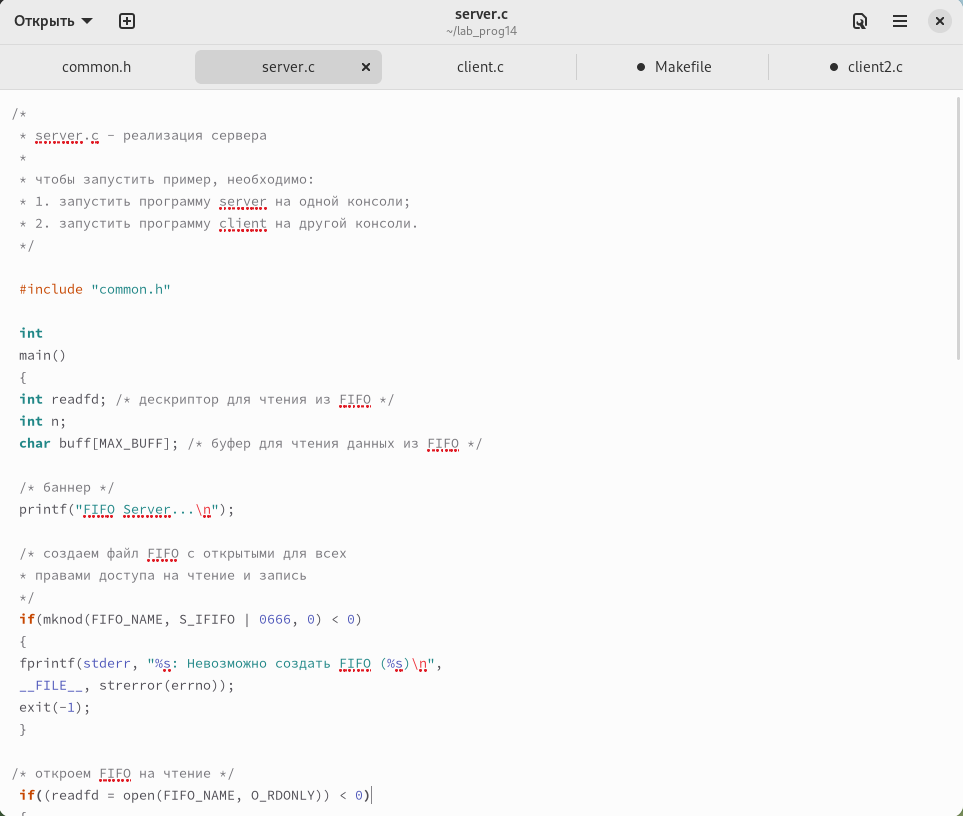 Открыть
server.c
~/lab_prog14
common.h
server.c
client.c
Makefile
client2.c
/*
* server.c - реализация сервера
*
* чтобы запустить пример, необходимо:
* 1. запустить программу server на одной консоли;
* 2. запустить программу client на другой консоли.
*/
#include "common.h"
int
main()
{
int readfd; /* дескриптор для чтения из FIFO */
int n;
char buff[MAX_BUFF]; /* буфер для чтения данных из FIFO */
/* баннер */
printf("FIFO Server...\n");
/* создаем файл FIFO с открытыми для всех
* правами доступа на чтение и запись
*/
if(mknod(FIFO_NAME, S_IFIFO | 0666, 0) < 0)
{
fprintf(stderr, "%s: Невозможно создать FIFO (%s)\n",
__FILE__, strerror(errno));
exit(-1);
}
/* откроем FIFO на чтение */
if((readfd = open(FIFO_NAME, O_RDONLY)) < 0)
{